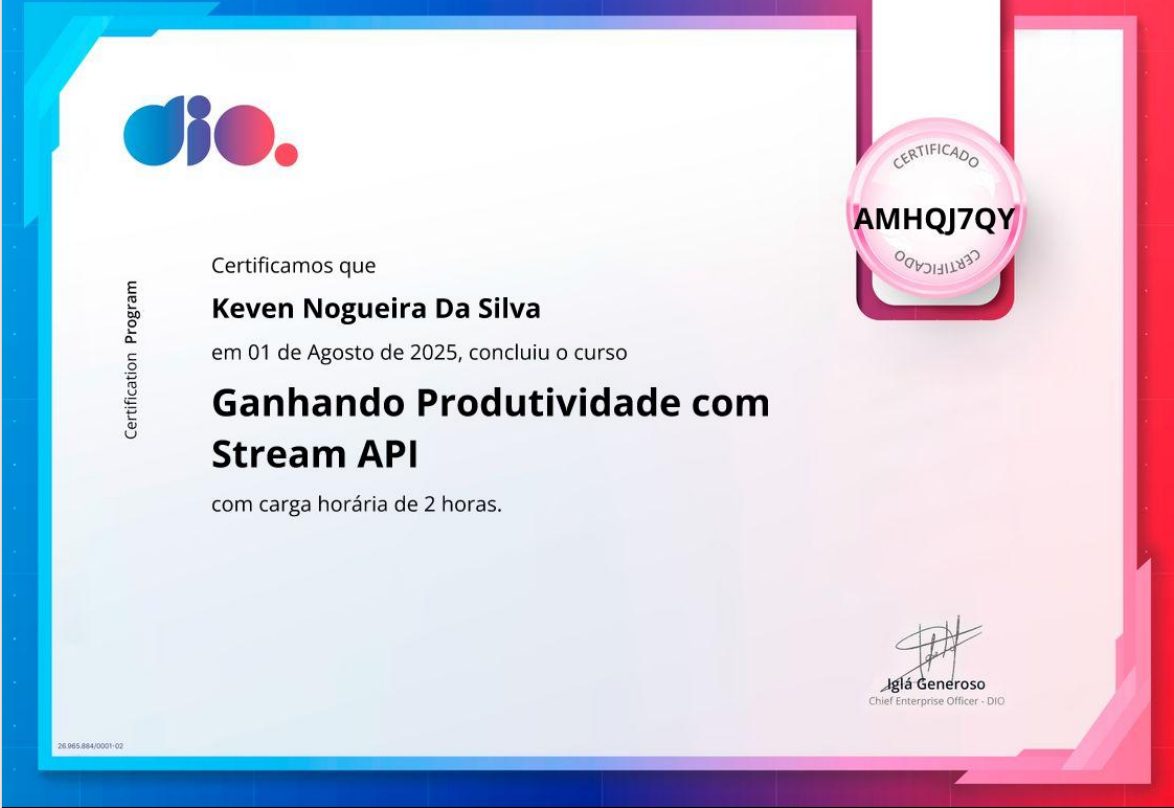 dio.
CERTIFICADO
AMHQJ7QY
CERTIFICADO
Certificamos que
Keven Nogueira Da Silva
em 01 de Agosto de 2025, concluiu o curso
Ganhando Produtividade com
Stream API
com carga horária de 2 horas.
Certification Program
Iglá Generoso
Chief Enterprise Officer - DIO
26.965.884/0001-02